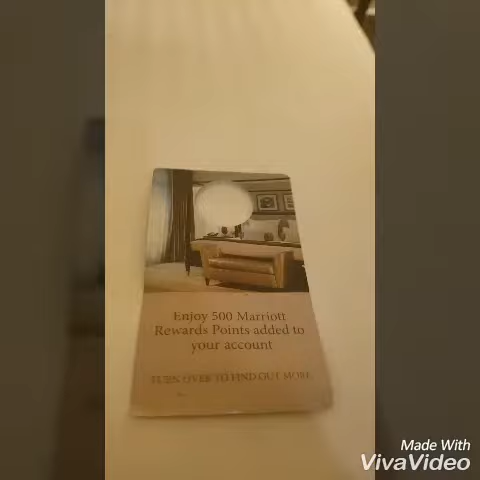 Enjoy 500 Marriott
Rewards Points added to
your account
TURN OVER TO FIND OUT MORE
Made With
VivaVideo